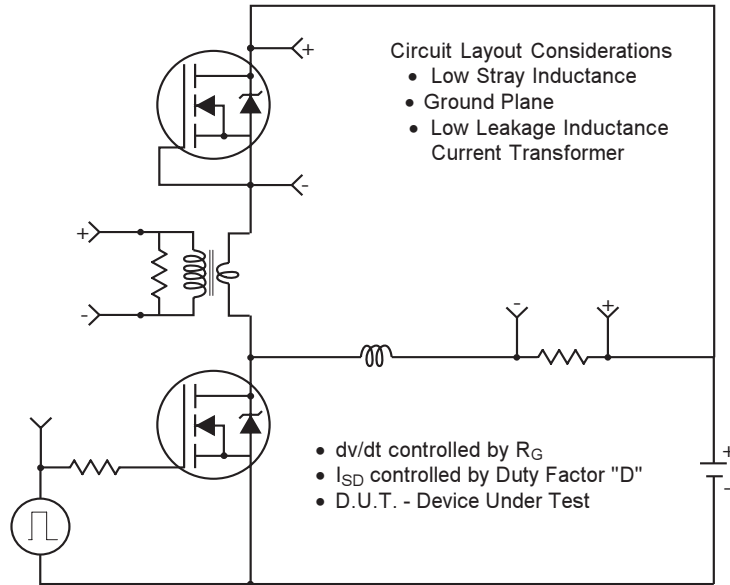 +
Circuit Layout Considerations
• Low Stray Inductance
• Ground Plane
• Low Leakage Inductance
Current Transformer
-
+
-
-
+
• dv/dt controlled by RG
• ISD controlled by Duty Factor "D"
• D.U.T. - Device Under Test
+
-